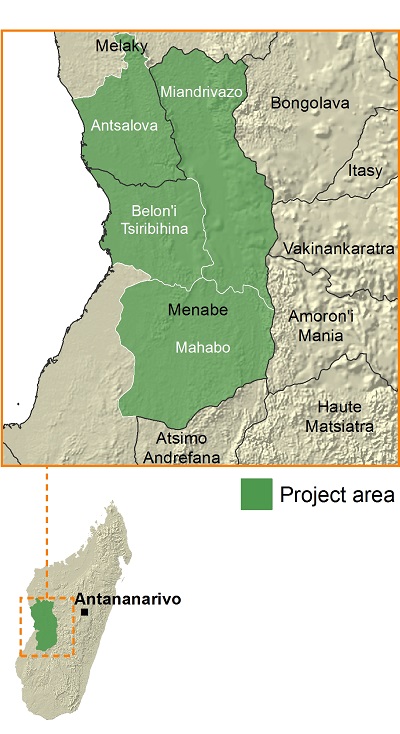 Melaky
Miandrivazo
Bongolava
Antsalova
Itasy
Belon'i
Tsiribihina
Vakinankaratra
Menabe
Amoron'i
Mania
Mahabo
Haute
Matsiatra
Atsimo
Andrefana
Project area
Antananarivo